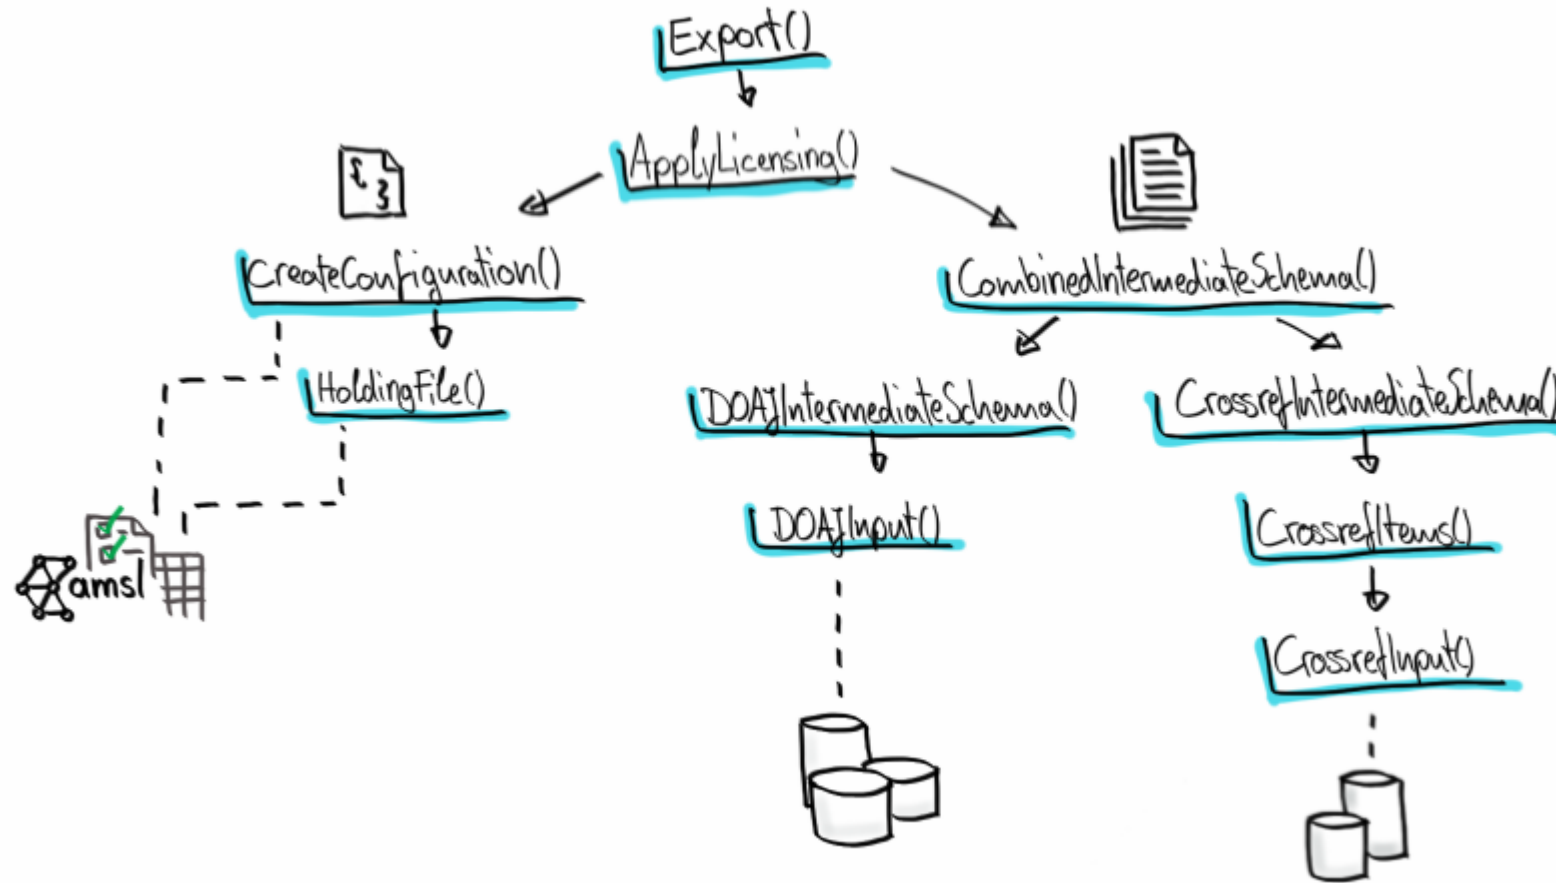 Export()
ApplyLicensing()
{ }
CreateConfiguration()
CombinedIntermediateSchema()
HoldingFile()
DOAJIntermediateSchema()
CrossrefIntermediateSchema()
DOAJInput()
CrossrefItems()
amsl
CrossrefInput()